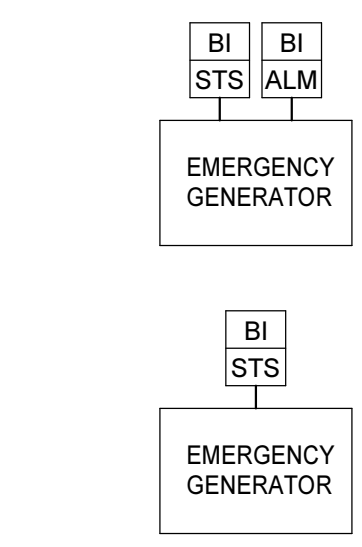 BI BI
STS ALM
EMERGENCY
GENERATOR
BI
STS
EMERGENCY
GENERATOR